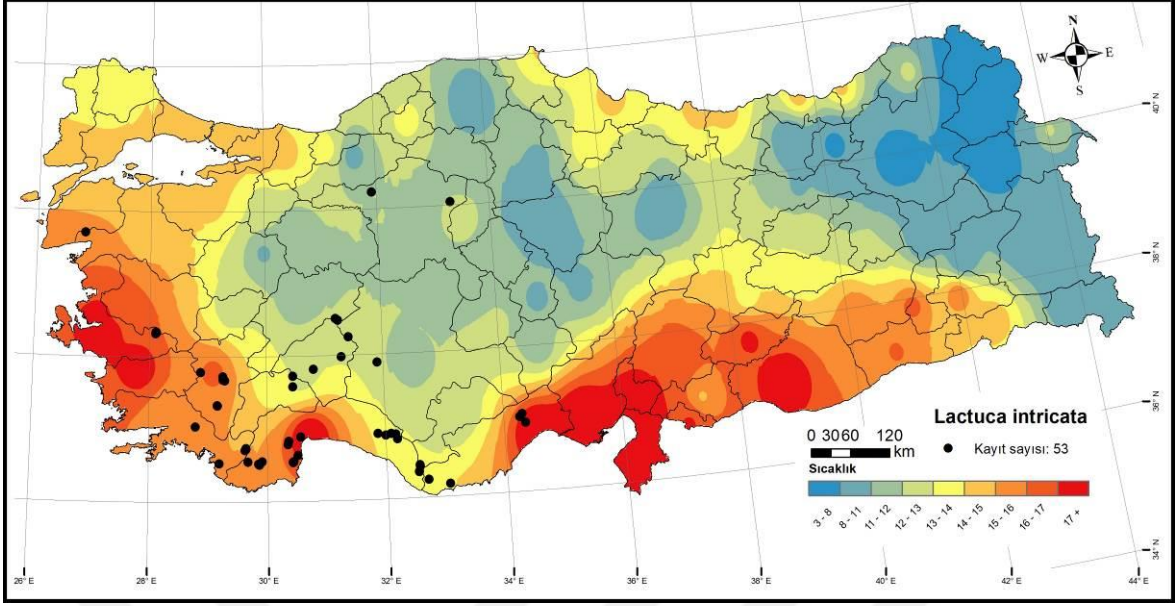 N
W E
S
40° N
38° N
36° N
34° N
Lactuca intricata
0 30 60 120
km
Kayıt sayısı: 53
Sıcaklık
3 - 8
8 - 11
11 - 12
12 - 13
13 - 14
14 - 15
15 - 16
16 - 17
17 +
26° E 28° E 30° E 32° E 34° E 36° E 38° E 40° E 42° E 44° E